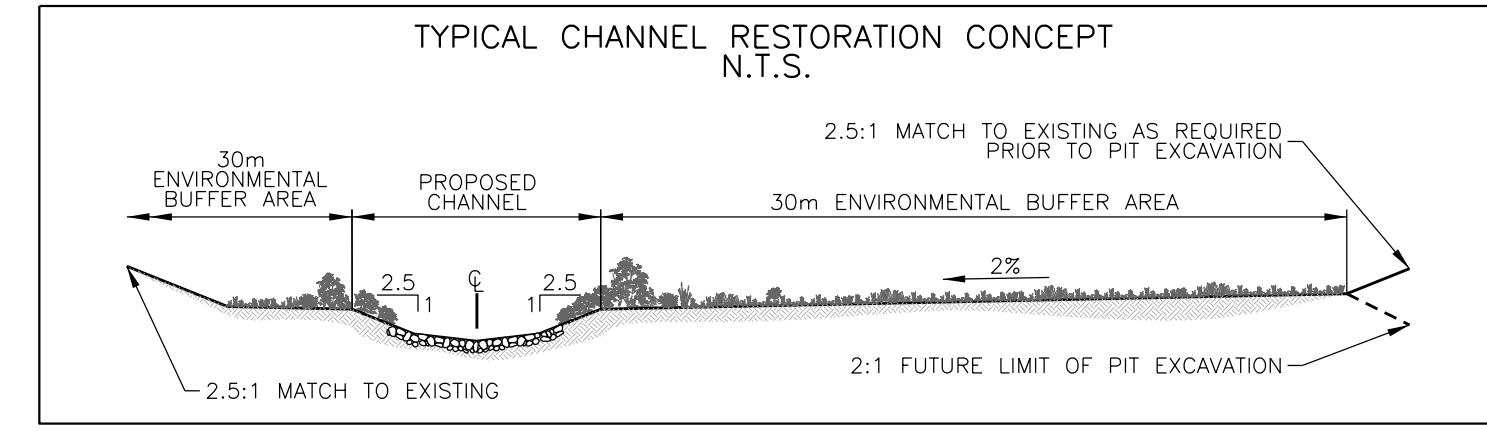 TYPICAL CHANNEL RESTORATION CONCEPT
N.T.S.
2.5:1 MATCH TO EXISTING AS REQUIRED
PRIOR TO PIT EXCAVATION
30m
ENVIRONMENTAL
BUFFER AREA
PROPOSED
CHANNEL
30m ENVIRONMENTAL BUFFER AREA
2.5
1
℄
2.5
1
2%
2:1 FUTURE LIMIT OF PIT EXCAVATION
2.5:1 MATCH TO EXISTING